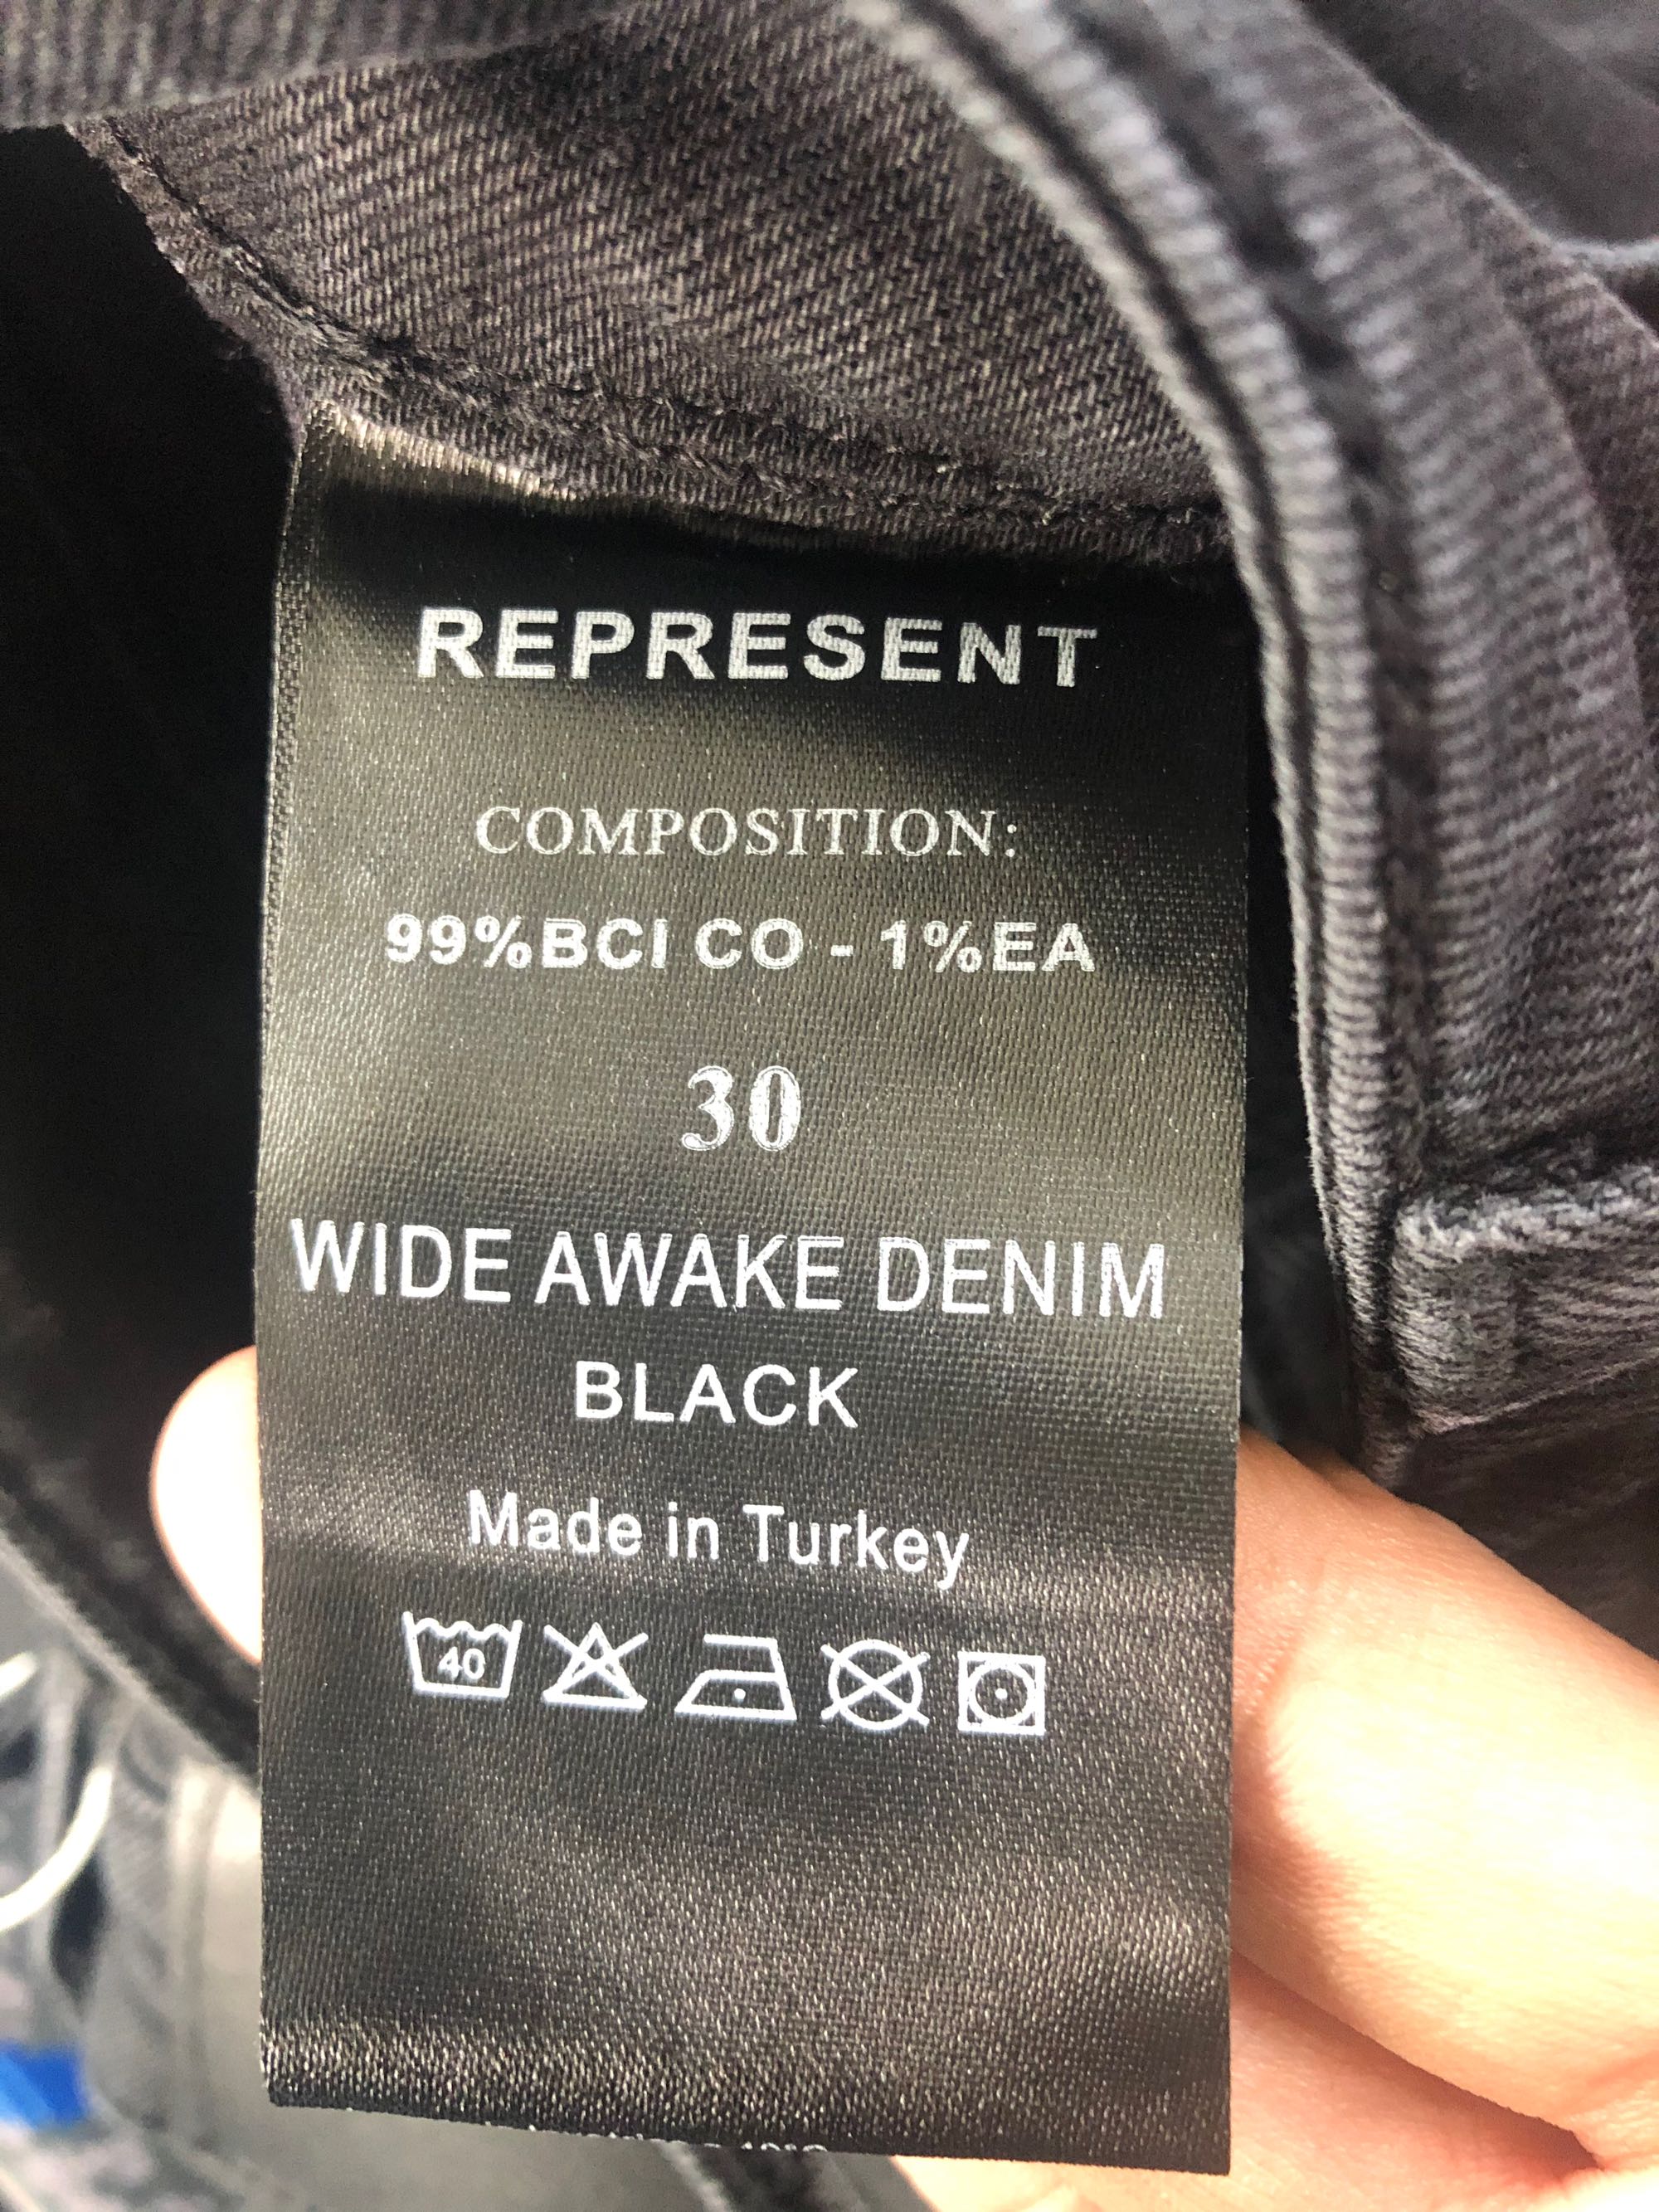 REPRESENT
COMPOSITION:
99%BCI CO - 1%EA
30
WIDE AWAKE DENIM
BLACK
Made in Turkey
40